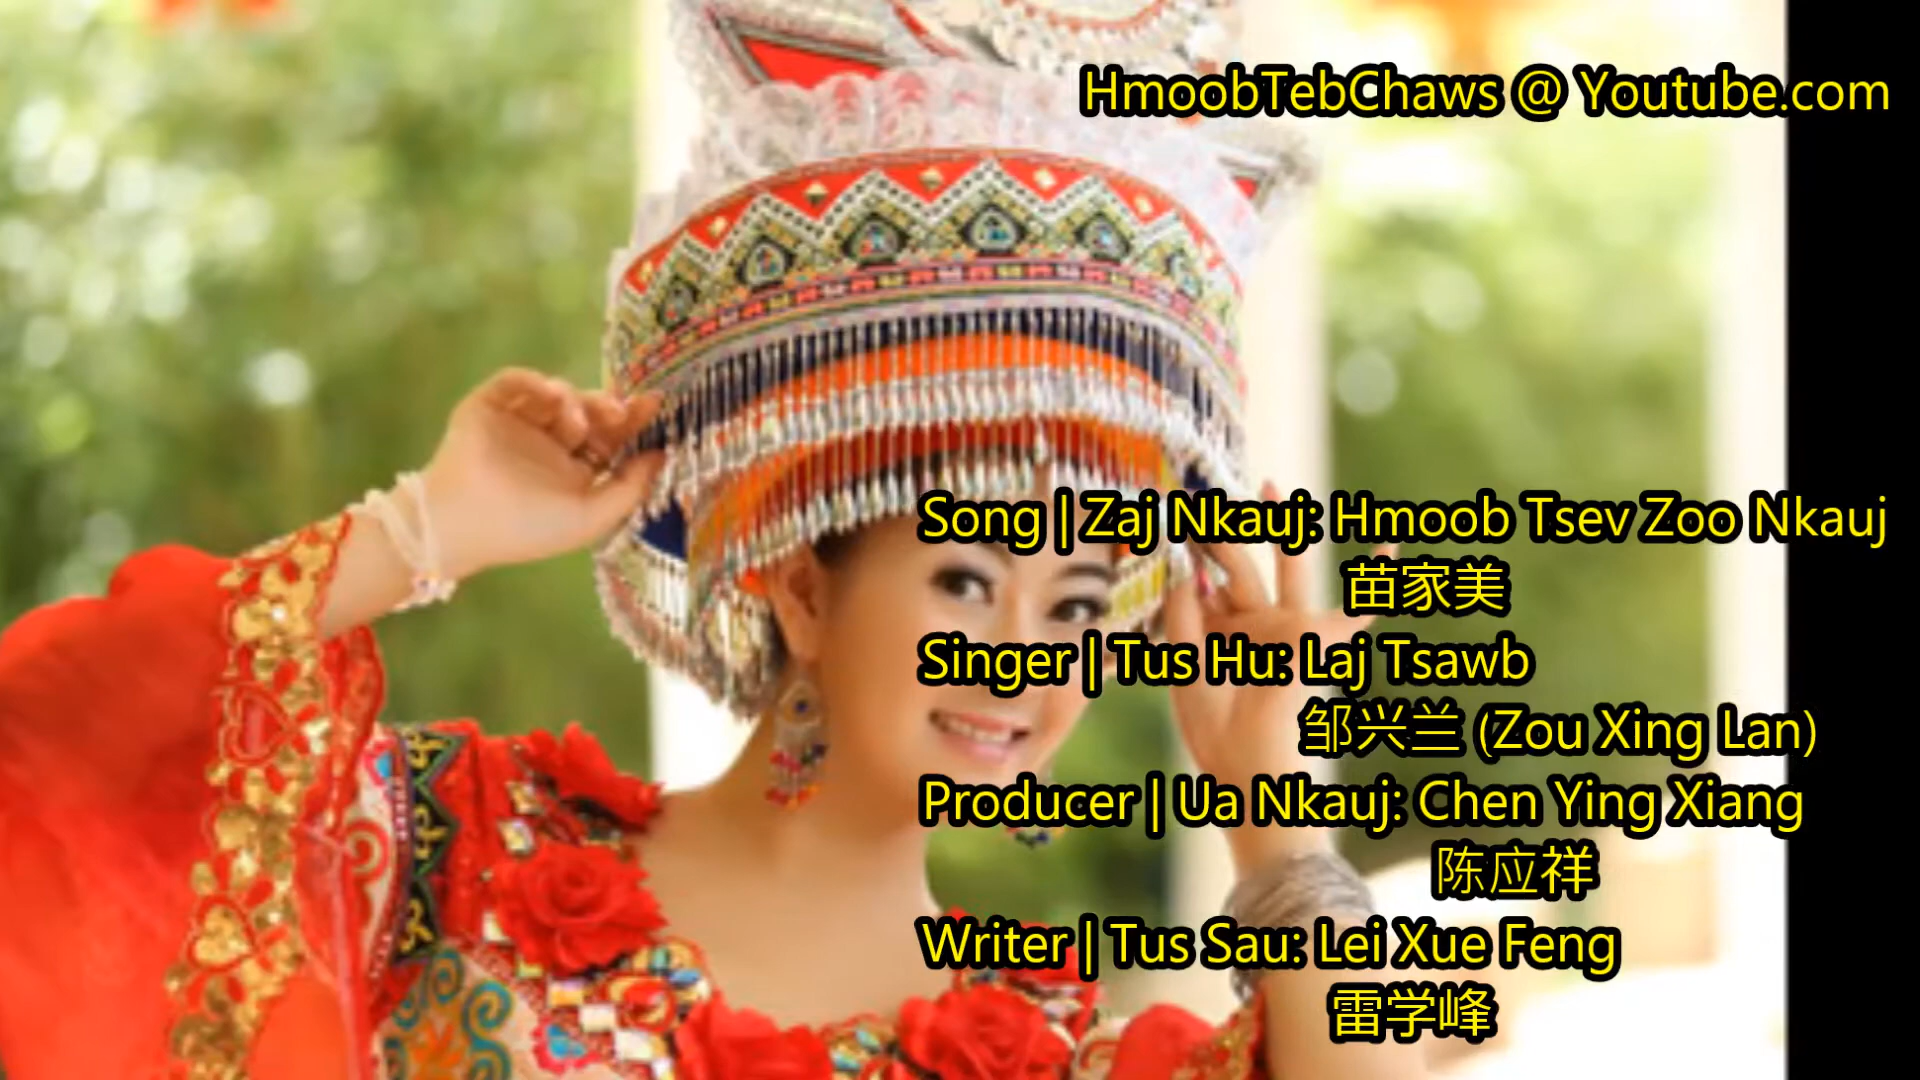 HmoobTebChaws @ Youtube.com
Song | Zaj Nkauj: Hmoob Tsev Zoo Nkauj
苗家美
Singer | Tus Hu: Laj Tsawb
邹兴兰 (Zou Xing Lan)
Producer | Ua Nkauj: Chen Ying Xiang
陈应祥
Writer | Tus Sau: Lei Xue Feng
雷学峰